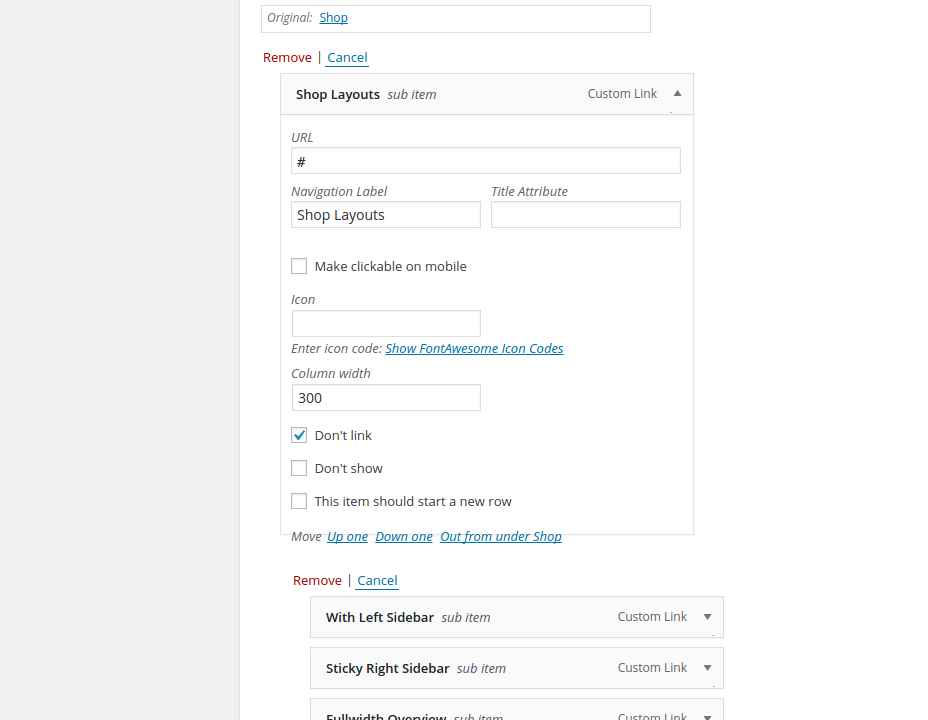 Original: Shop
Remove | Cancel
Shop Layouts sub item Custom Link
URL
#
Navigation Label Title Attribute
Shop Layouts
Make clickable on mobile
Icon
Enter icon code: Show FontAwesome Icon Codes
Column width
300
Don't link
Don't show
This item should start a new row
Move Up one Down one Out from under Shop
Remove | Cancel
With Left Sidebar sub item Custom Link
Sticky Right Sidebar sub item Custom Link
Fullwidth Overview sub item Custom Link